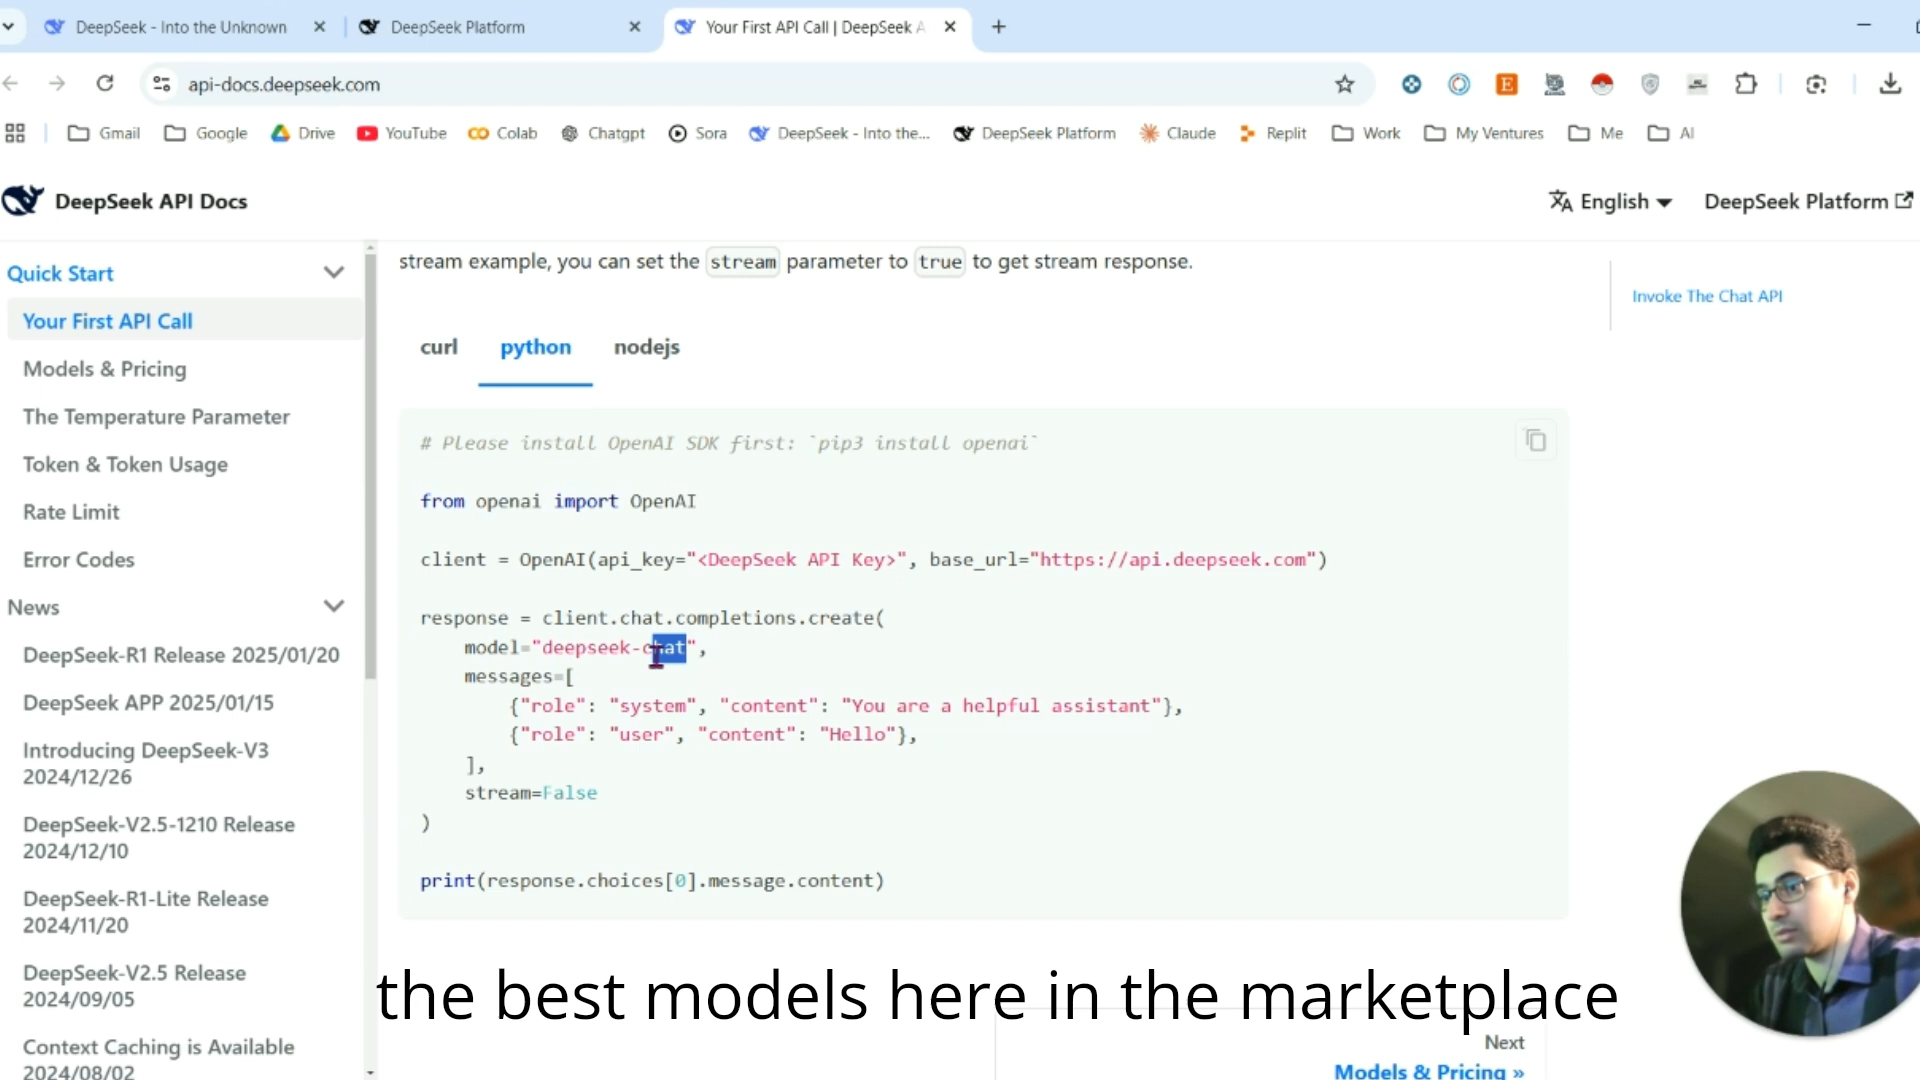 DeepSeek - Into the Unknown
DeepSeek Platform
Your First API Call | DeepSeek A
api-docs.deepseek.com
Gmail
Google
Drive
YouTube
Colab
Chatgpt
Sora
DeepSeek - Into the...
DeepSeek Platform
Claude
Replit
Work
My Ventures
Me
AI
DeepSeek API Docs
English
DeepSeek Platform
Quick Start
Your First API Call
Models & Pricing
The Temperature Parameter
Token & Token Usage
Rate Limit
Error Codes
News
DeepSeek-R1 Release 2025/01/20
DeepSeek APP 2025/01/15
Introducing DeepSeek-V3
2024/12/26
DeepSeek-V2.5-1210 Release
2024/12/10
DeepSeek-R1-Lite Release
2024/11/20
DeepSeek-V2.5 Release
2024/09/05
Context Caching is Available
2024/08/02
stream example, you can set the stream parameter to true to get stream response.
Invoke The Chat API
curl
python
nodejs
# Please install OpenAI SDK first: `pip3 install openai`
from openai import OpenAI
client = OpenAI(api_key="<DeepSeek API Key>", base_url="https://api.deepseek.com")
response = client.chat.completions.create(
model="deepseek-chat",
messages=[
{"role": "system", "content": "You are a helpful assistant"},
{"role": "user", "content": "Hello"},
],
stream=False
)
print(response.choices[0].message.content)
the best models here in the marketplace
Next
Models & Pricing »